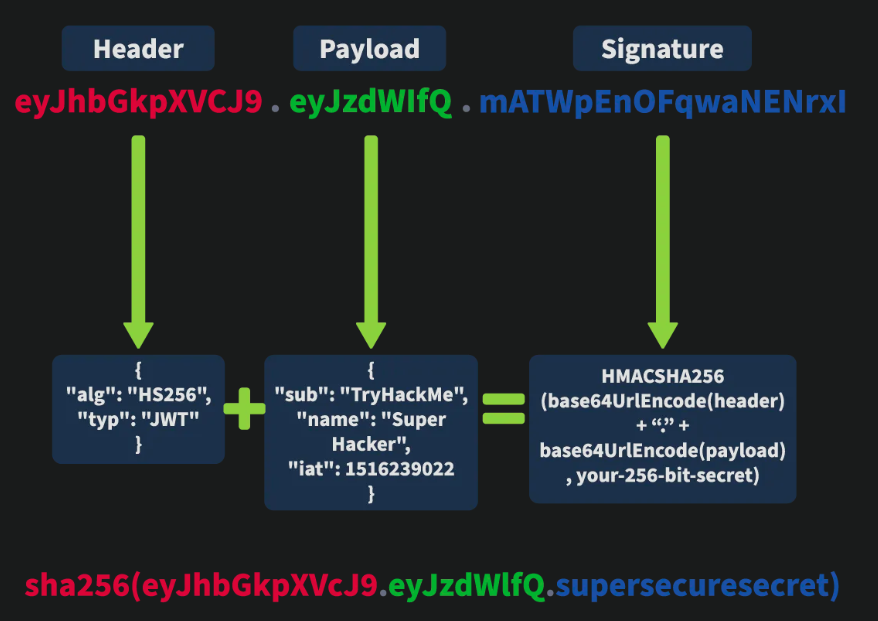 Header
Payload
Signature
eyJhbGkpXVCJ9 . eyJzdWIfQ . mATWpEnOFqwaNENrxI
{
"alg": "HS256",
"typ": "JWT"
}
+
{
"sub": "TryHackMe",
"name": "Super
Hacker",
"iat": 1516239022
}
=
HMACSHA256
(base64UrlEncode(header)
+ “.” +
base64UrlEncode(payload)
, your-256-bit-secret)
sha256(eyJhbGkpXVcJ9.eyJzdWlfQ.supersecuresecret)